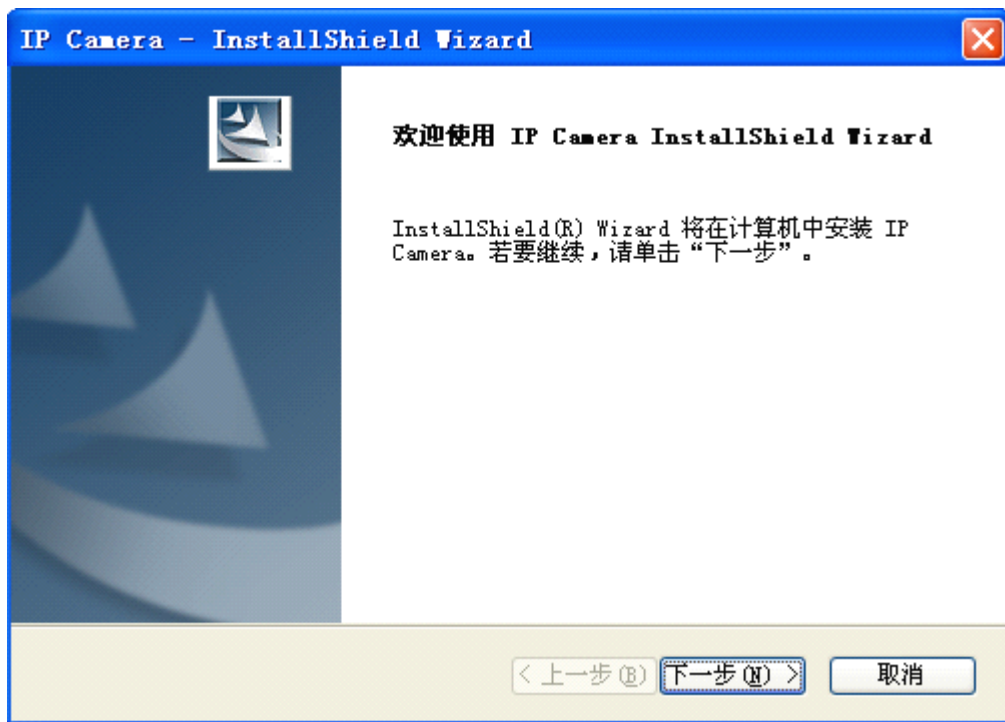 IP Camera - InstallShield Wizard
欢迎使用 IP Camera InstallShield Wizard
InstallShield(R) Wizard 将在计算机中安装 IP
Camera。若要继续，请单击“下一步”。
< 上一步(B) 下一步(N) > 取消